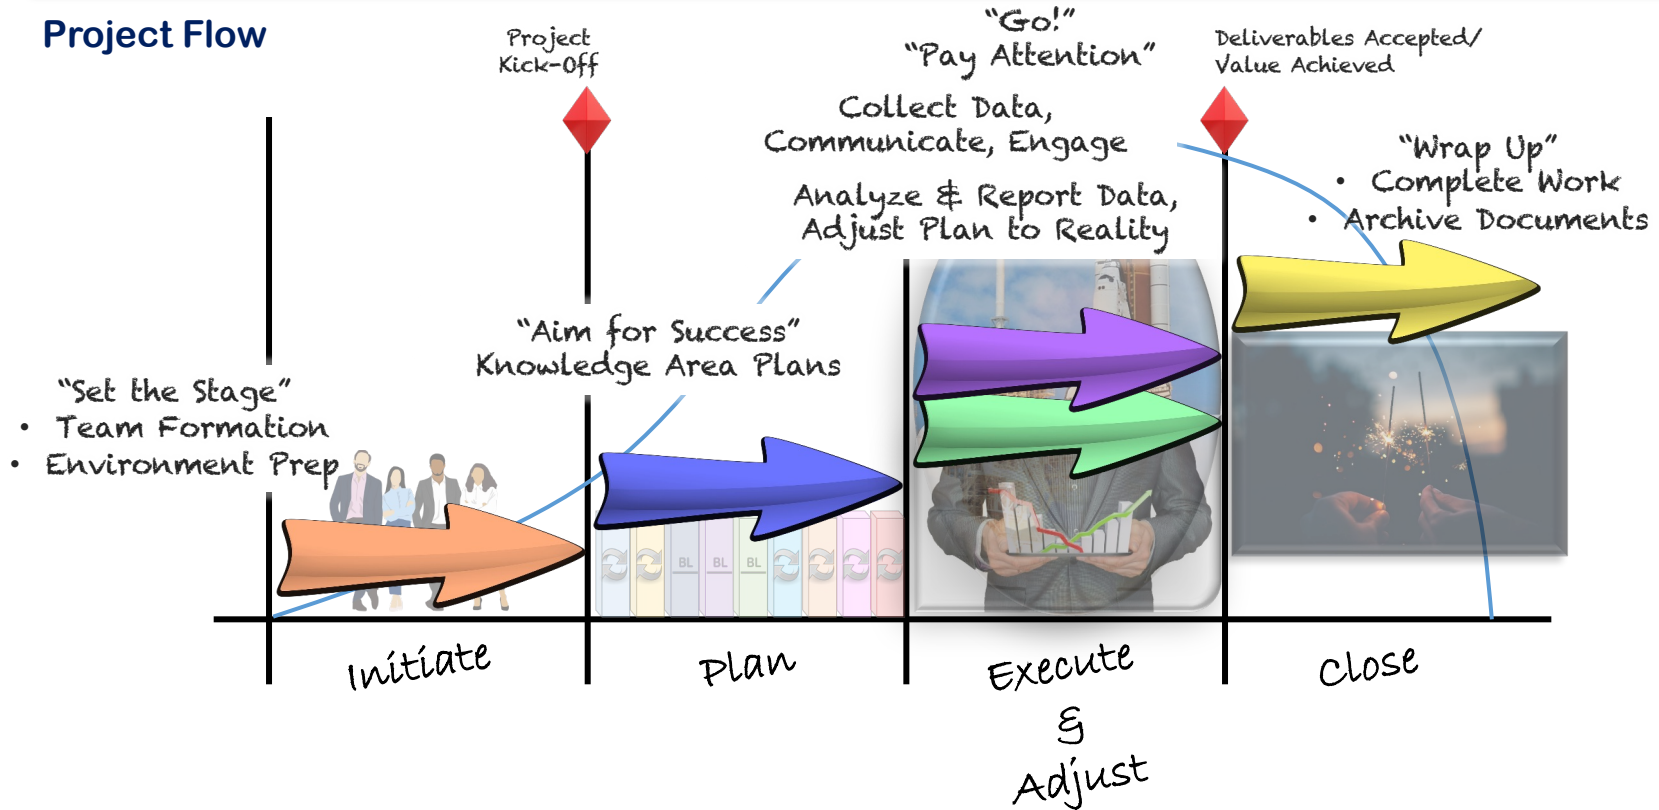 Project Flow
Project
Kick-Off
"Go!"
"Pay Attention"
Collect Data,
Communicate, Engage
Analyze & Report Data,
Adjust Plan to Reality
Deliverables Accepted/
Value Achieved
"Wrap Up"
• Complete Work
• Archive Documents
"Aim for Success"
Knowledge Area Plans
"Set the Stage"
• Team Formation
• Environment Prep
BL
BL
BL
Initiate
Plan
Execute
&
Adjust
Close